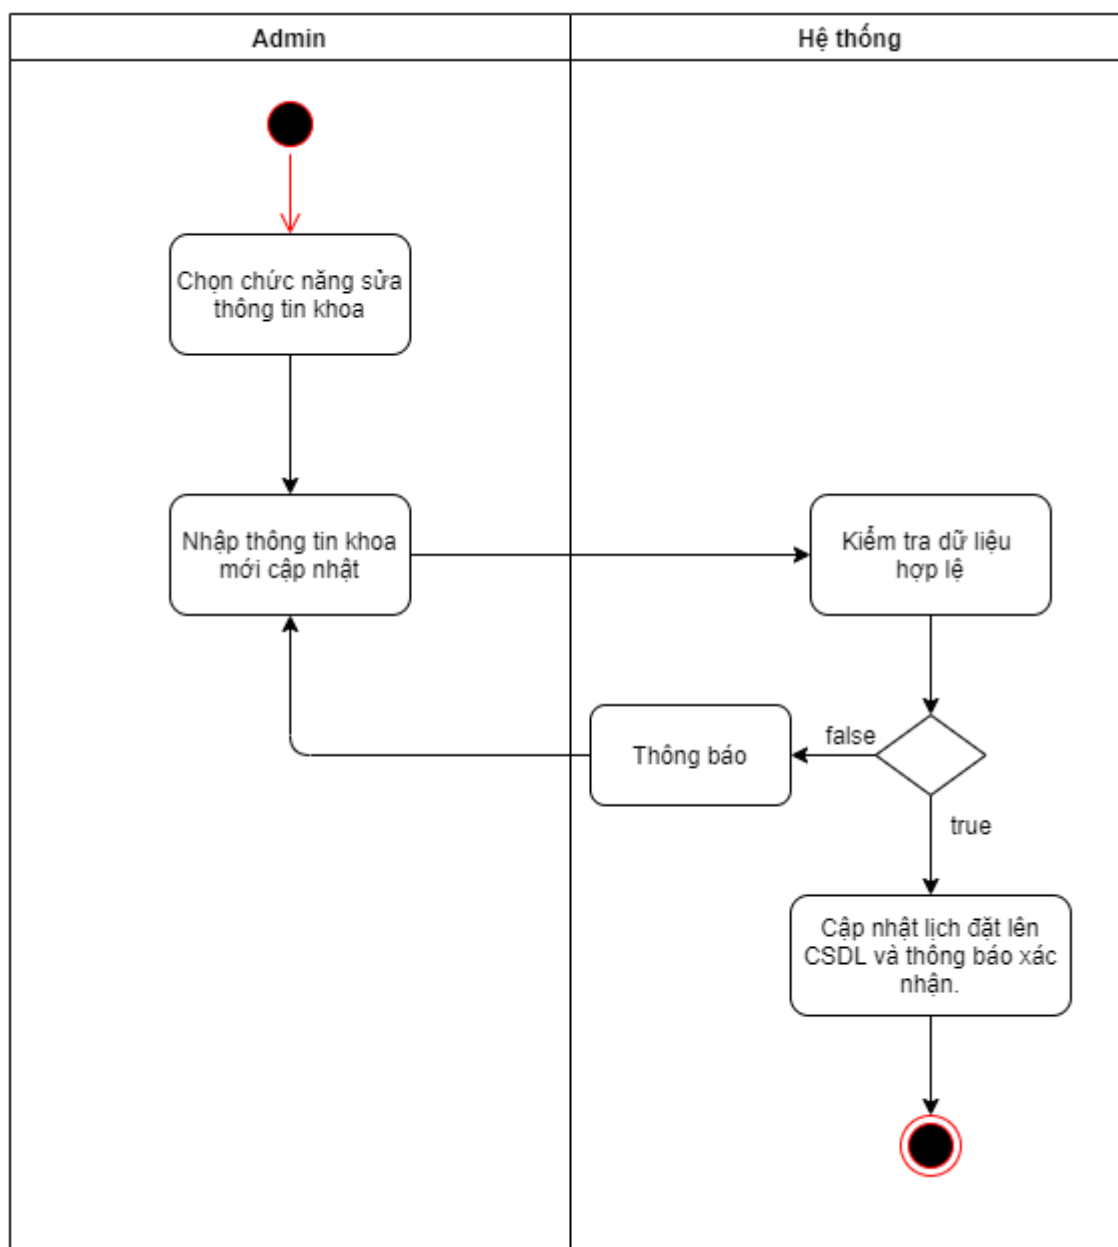 Admin
Hệ thống
Chọn chức năng sửa
thông tin khoa
Nhập thông tin khoa
mới cập nhật
Kiểm tra dữ liệu
hợp lệ
Thông báo
false
true
Cập nhật lịch đặt lên
CSDL và thông báo xác
nhận.